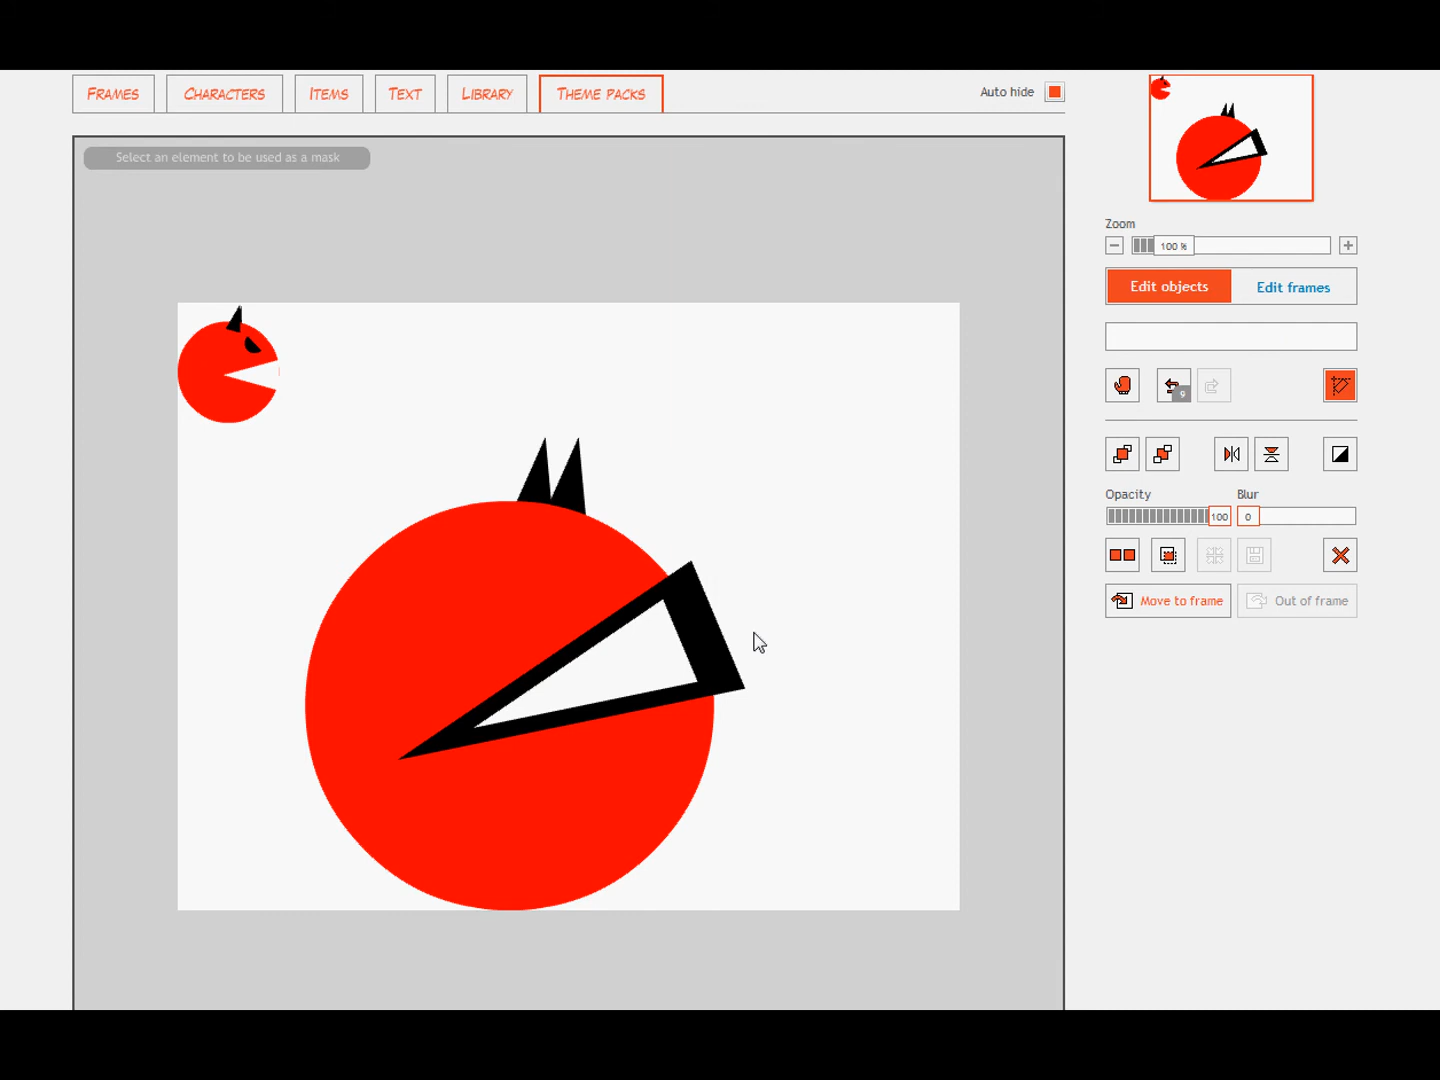 FRAMES
CHARACTERS
ITEMS
TEXT
LIBRARY
THEME PACKS
Auto hide
Select an element to be used as a mask
Zoom
100 %
Edit objects
Edit frames
9
Opacity
Blur
100
0
Move to frame
Out of frame